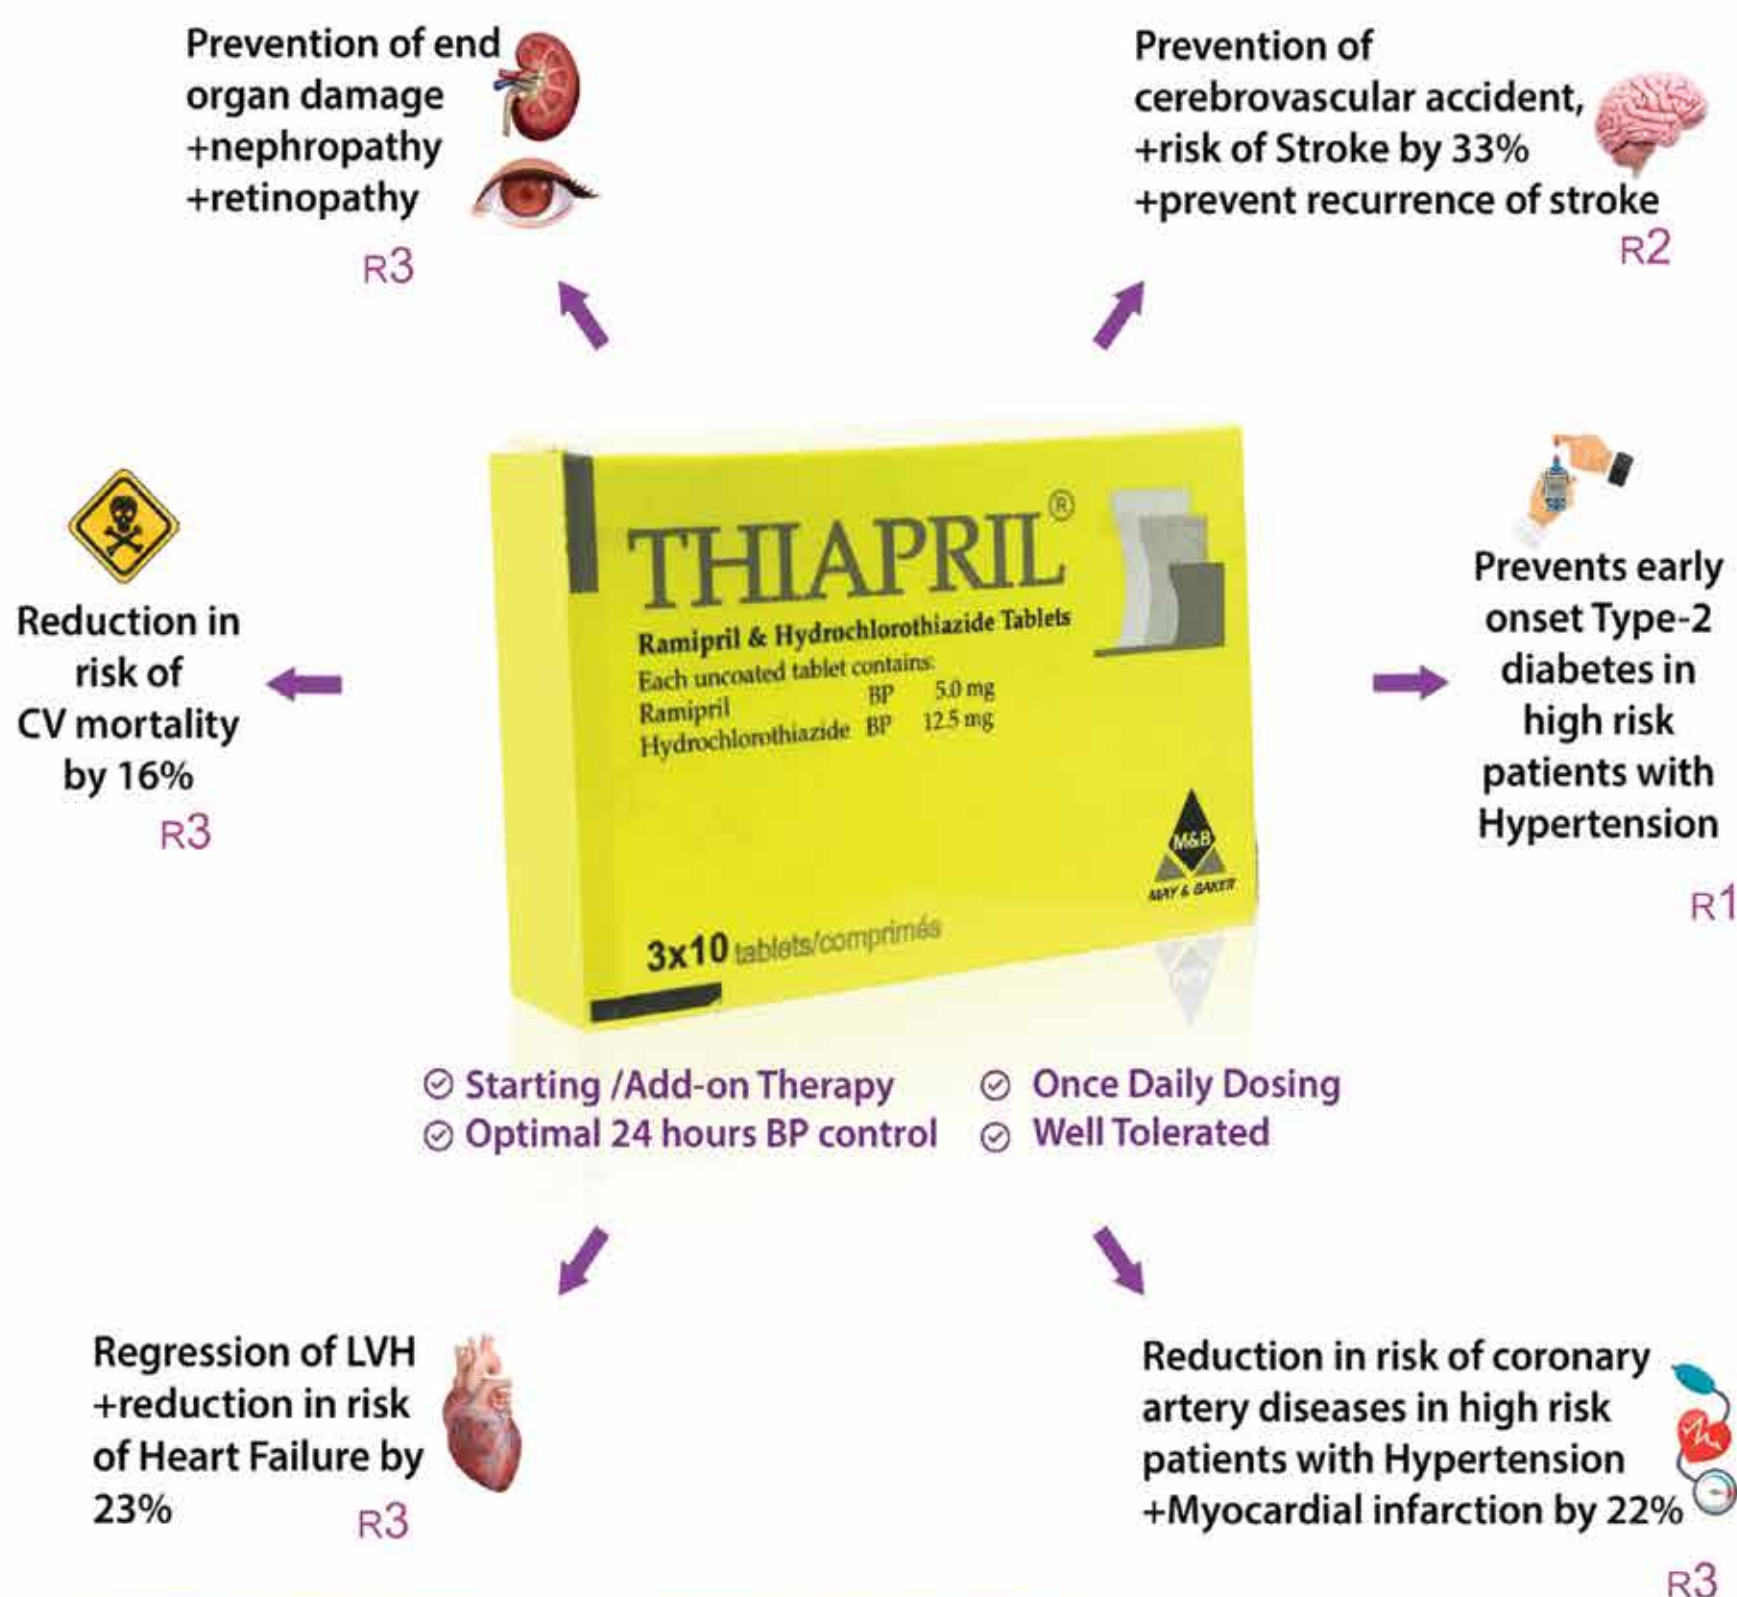 Prevention of end
organ damage
+nephropathy
+retinopathy
R3
Prevention of
cerebrovascular accident,
+risk of Stroke by 33%
+prevent recurrence of stroke
R2
Reduction in
risk of
CV mortality
by 16%
R3
THIAPRIL®
Ramipril & Hydrochlorothiazide Tablets
Each uncoated tablet contains:
Ramipril BP 5.0 mg
Hydrochlorothiazide BP 12.5 mg
M&B
MAY & BAKER
3x10 tablets/comprimés
Prevents early
onset Type-2
diabetes in
high risk
patients with
Hypertension
R1
Starting /Add-on Therapy
Optimal 24 hours BP control
Once Daily Dosing
Well Tolerated
Regression of LVH
+reduction in risk
of Heart Failure by
23%
R3
Reduction in risk of coronary
artery diseases in high risk
patients with Hypertension
+Myocardial infarction by 22%
R3